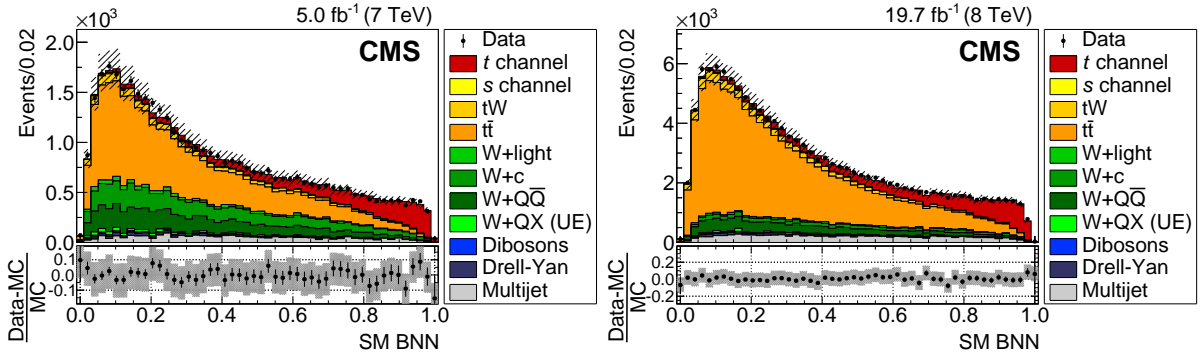 5.0 fb⁻¹ (7 TeV)
×10³
Events/0.02
2.0
1.5
1.0
0.5
0.0
CMS
Data
t channel
s channel
tW
tt̄
W+light
W+c
W+QQ̅
W+QX (UE)
Dibosons
Drell-Yan
Multijet
Data-MC
MC
0.1
0.0
-0.1
0.0 0.2 0.4 0.6 0.8 1.0
SM BNN
19.7 fb⁻¹ (8 TeV)
×10³
Events/0.02
6
4
2
0
CMS
Data
t channel
s channel
tW
tt̄
W+light
W+c
W+QQ̅
W+QX (UE)
Dibosons
Drell-Yan
Multijet
Data-MC
MC
0.2
0.0
-0.2
0.0 0.2 0.4 0.6 0.8 1.0
SM BNN